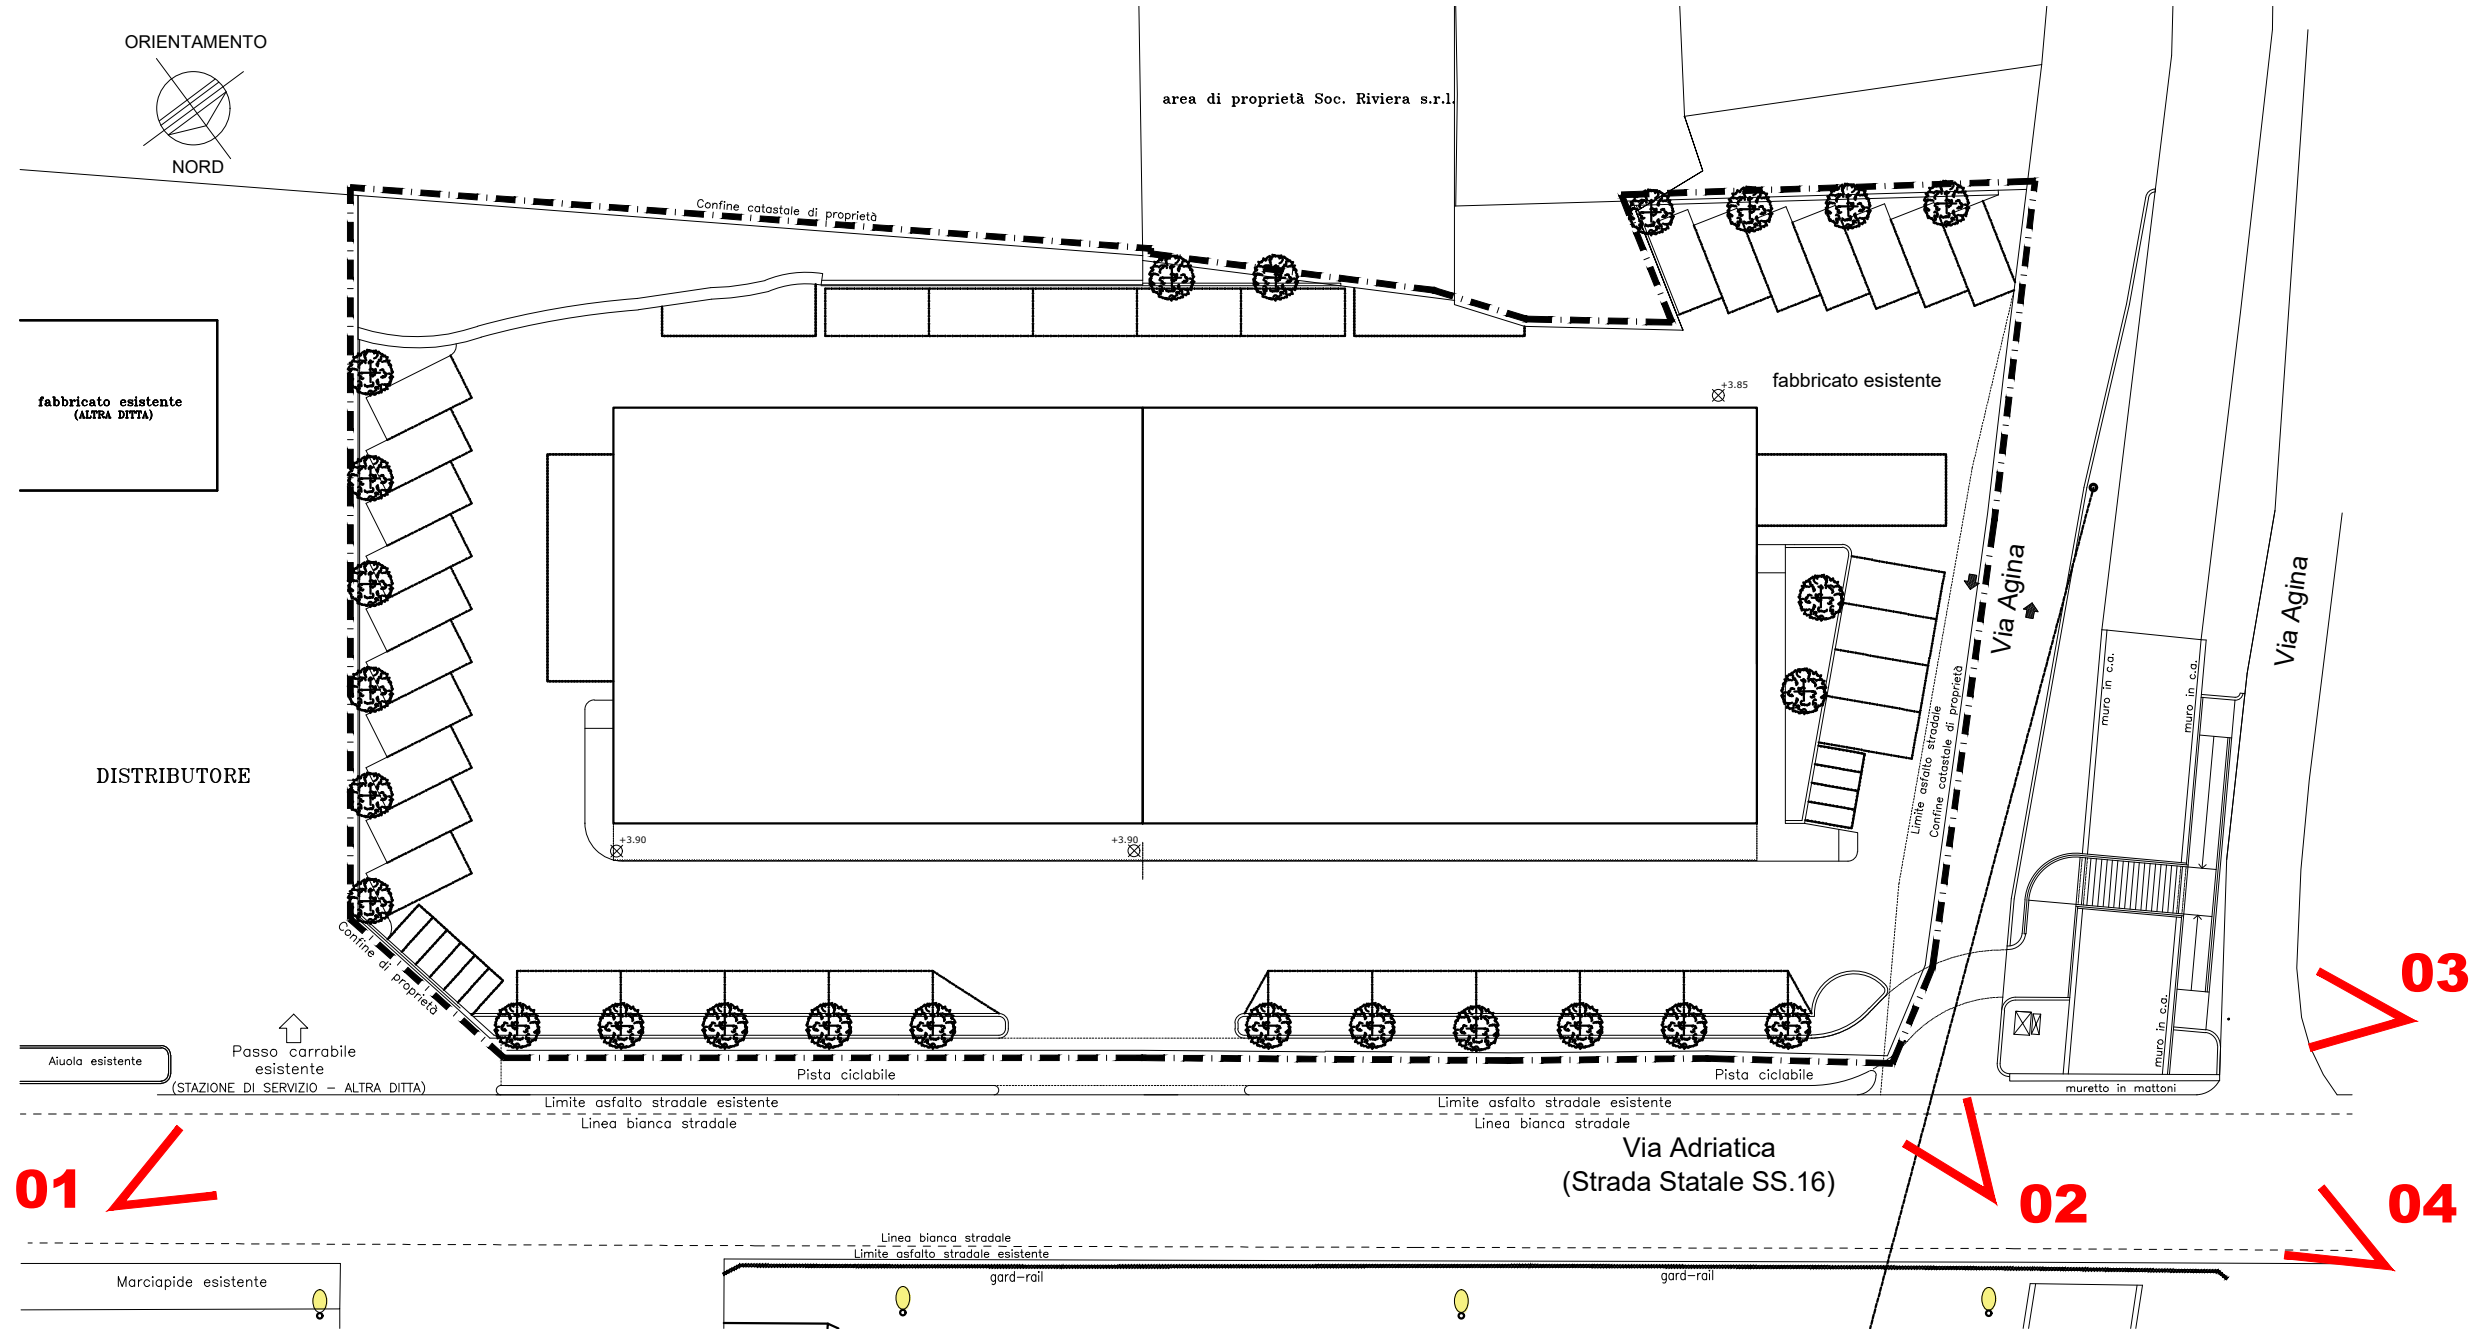 ORIENTAMENTO
NORD
area di proprietà Soc. Riviera s.r.l.
Confine catastale di proprietà
fabbricato esistente
(ALTRA DITTA)
+3.85
fabbricato esistente
Via Agina
Via Agina
muro in c.a.
muro in c.a.
Limite asfalto stradale
Confine catastale di proprietà
DISTRIBUTORE
+3.90
+3.90
Confine di proprietà
muro in c.a.
03
Passo carrabile
esistente
(STAZIONE DI SERVIZIO - ALTRA DITTA)
Aiuola esistente
Pista ciclabile
Pista ciclabile
muretto in mattoni
Limite asfalto stradale esistente
Limite asfalto stradale esistente
Linea bianca stradale
Linea bianca stradale
Via Adriatica
(Strada Statale SS.16)
01
02
04
Linea bianca stradale
Limite asfalto stradale esistente
gard-rail
gard-rail
Marciapide esistente